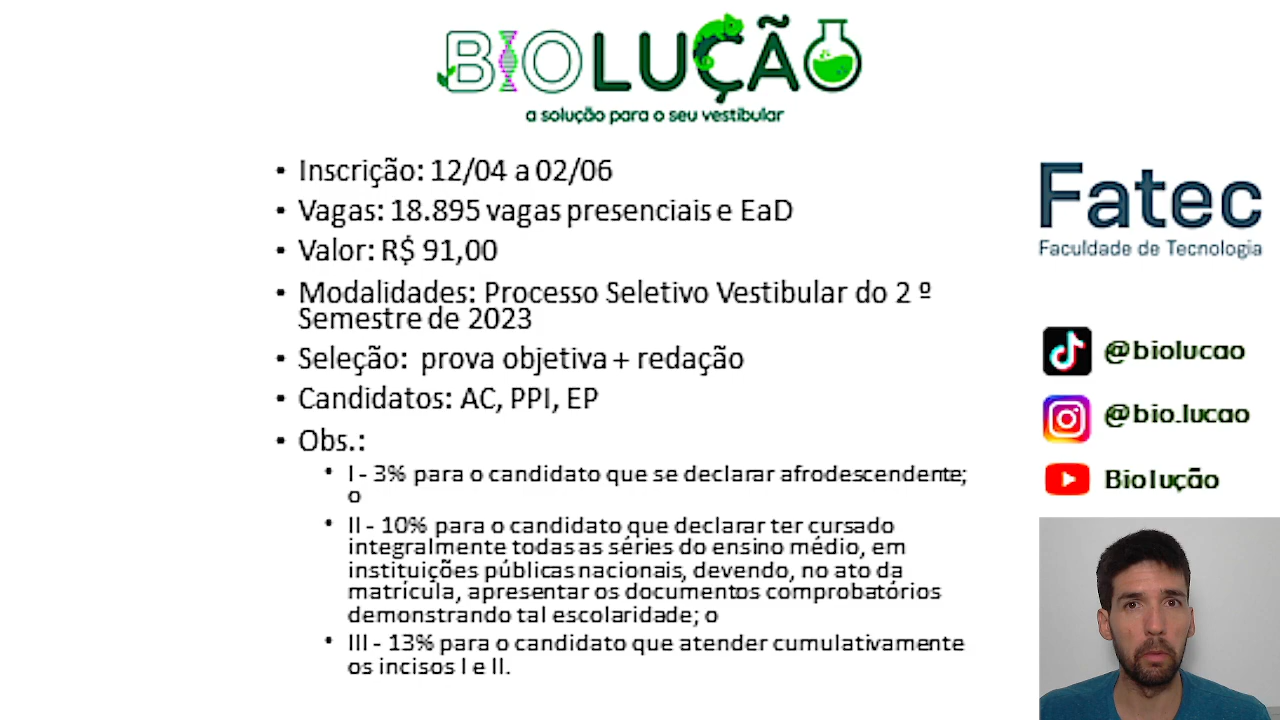 BIOLUÇÃO
a solução para o seu vestibular
• Inscrição: 12/04 a 02/06
• Vagas: 18.895 vagas presenciais e EaD
• Valor: R$ 91,00
• Modalidades: Processo Seletivo Vestibular do 2 º
Semestre de 2023
• Seleção: prova objetiva + redação
• Candidatos: AC, PPI, EP
• Obs.:
• I - 3% para o candidato que se declarar afrodescendente;
o
• II - 10% para o candidato que declarar ter cursado
integralmente todas as séries do ensino médio, em
instituições públicas nacionais, devendo, no ato da
matrícula, apresentar os documentos comprobatórios
demonstrando tal escolaridade; o
• III - 13% para o candidato que atender cumulativamente
os incisos I e II.
Fatec
Faculdade de Tecnologia
@biolucao
@bio.lucao
Biolução